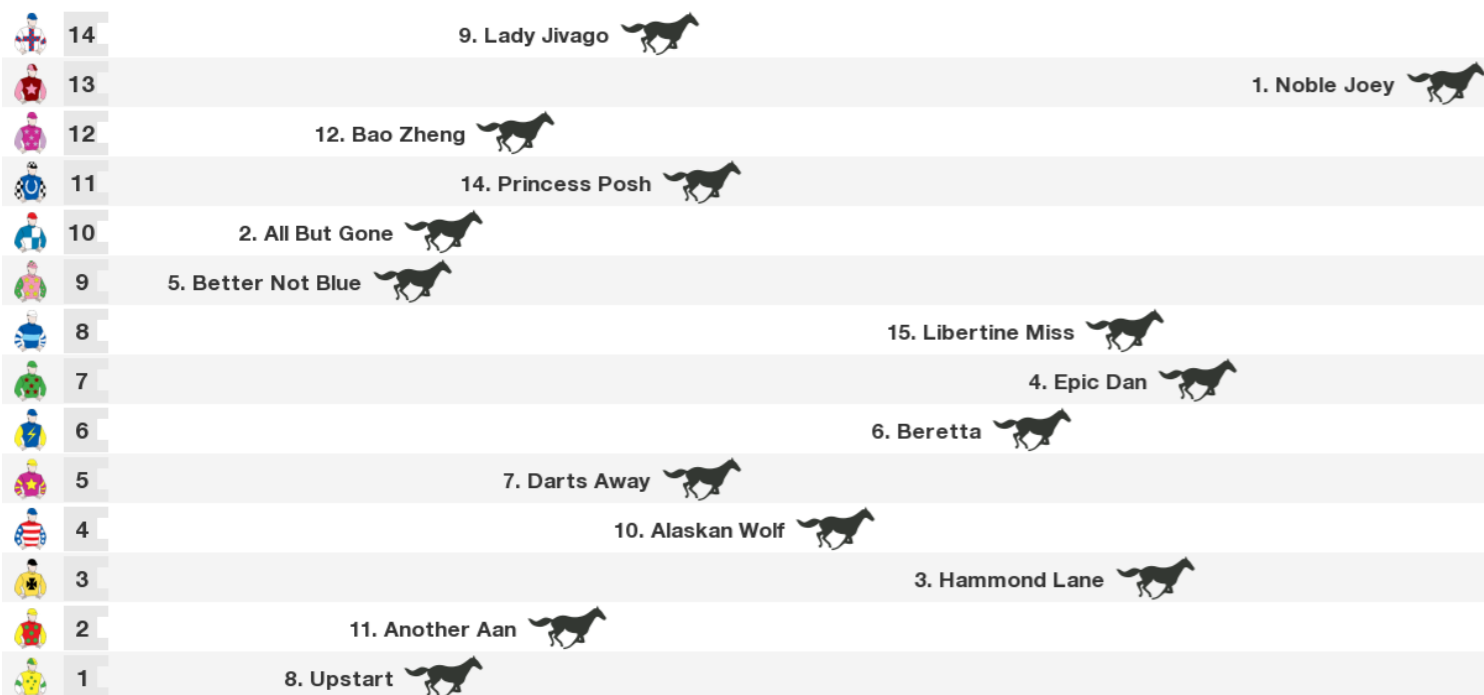 14 9. Lady Jivago
13 1. Noble Joey
12 12. Bao Zheng
11 14. Princess Posh
10 2. All But Gone
9 5. Better Not Blue
8 15. Libertine Miss
7 4. Epic Dan
6 6. Beretta
5 7. Darts Away
4 10. Alaskan Wolf
3 3. Hammond Lane
2 11. Another Aan
1 8. Upstart